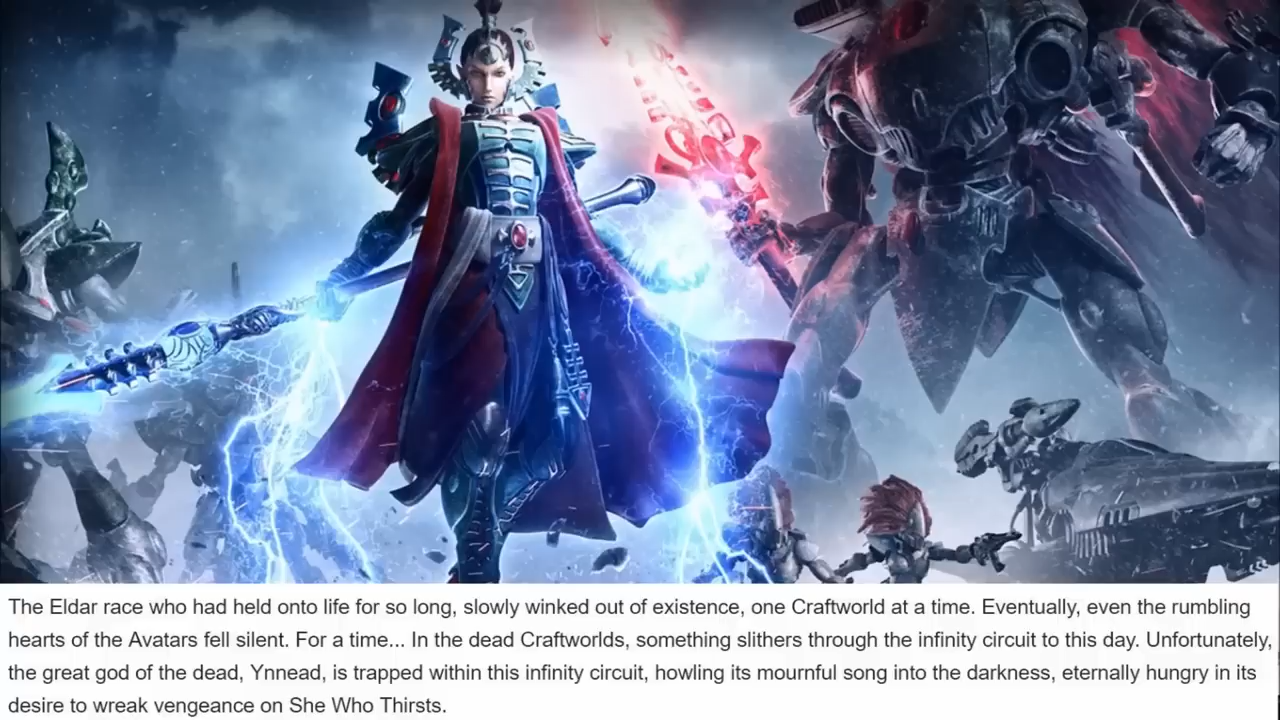 The Eldar race who had held onto life for so long, slowly winked out of existence, one Craftworld at a time. Eventually, even the rumbling
hearts of the Avatars fell silent. For a time... In the dead Craftworlds, something slithers through the infinity circuit to this day. Unfortunately,
the great god of the dead, Ynnead, is trapped within this infinity circuit, howling its mournful song into the darkness, eternally hungry in its
desire to wreak vengeance on She Who Thirsts.